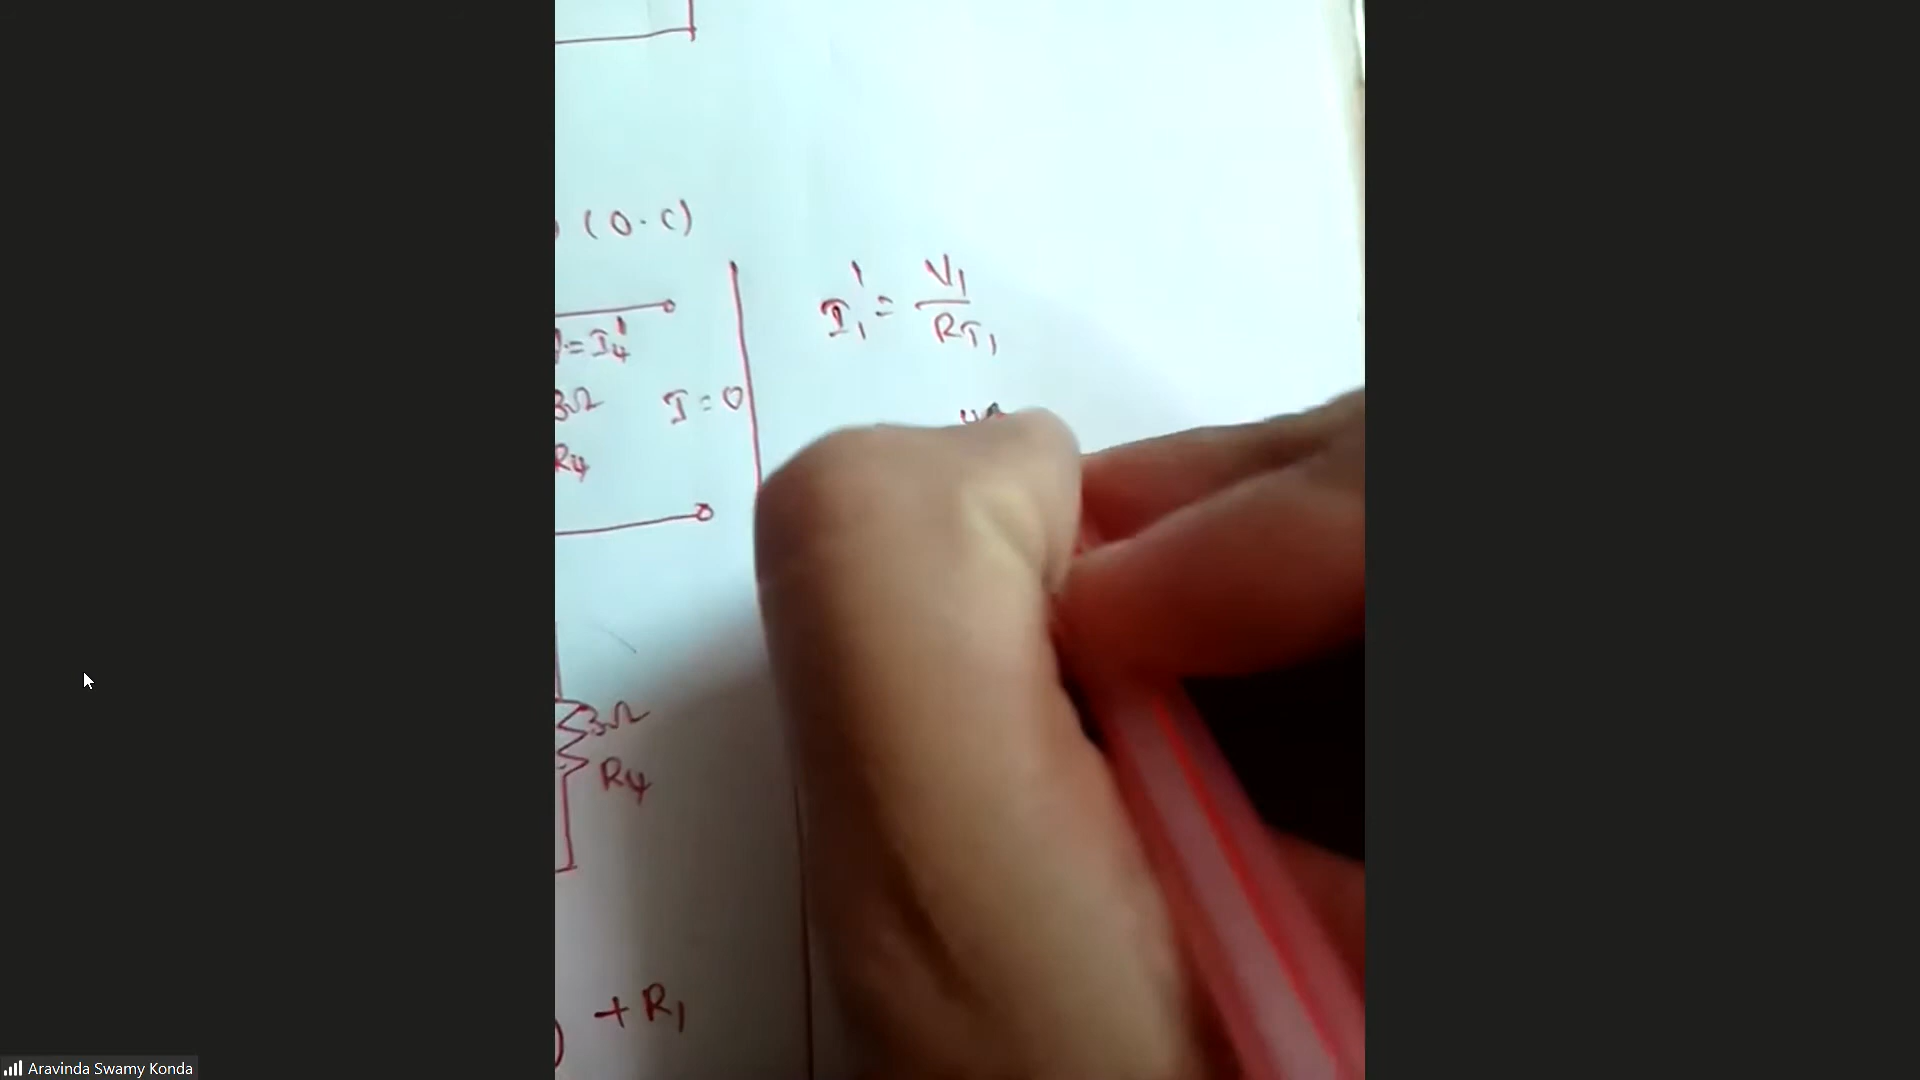 (O.C)
I₁' = V₁ / RT₁
= I₄'
3Ω
I = 0
R₄
3Ω
R₄
+ R₁
Aravinda Swamy Konda